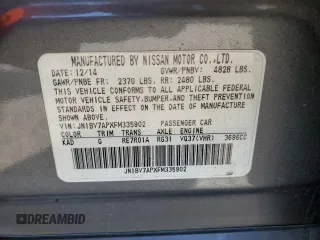 MANUFACTURED BY NISSAN MOTOR CO.,LTD.
DATE: 12/14 GVWR/PNBV: 4828 LBS.
GAWR/PNBE FR: 2370 LBS. RR: 2480 LBS.
THIS VEHICLE CONFORMS TO ALL APPLICABLE FEDERAL
MOTOR VEHICLE SAFETY,BUMPER,AND THEFT PREVENTION
STANDARDS IN EFFECT ON THE DATE OF MANUFACTURE
SHOWN ABOVE.
VIN:JN1BV7APXFM335902 PASSENGER CAR
COLOR TRIM TRANS AXLE ENGINE
KAD G RE7R01A RG31 VQ37(VHR) 3696CC
JN1BV7APXFM335902
DREAMBID